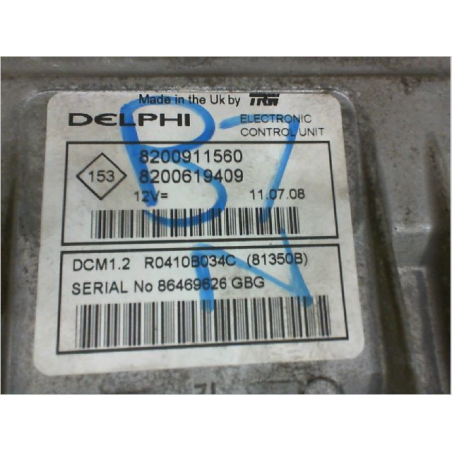 Made in the Uk by TRW
DELPHI ELECTRONIC
CONTROL UNIT
8200911560
153 8200619409
12V= 11.07.08
DCM1.2 R0410B034C (81350B)
SERIAL No 86469626 GBG
B7
N